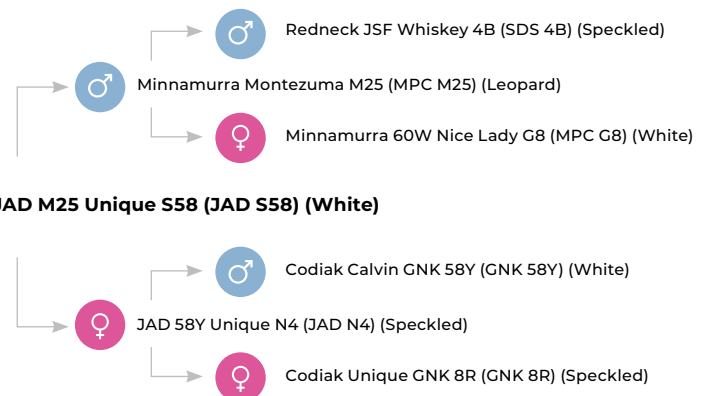 Redneck JSF Whiskey 4B (SDS 4B) (Speckled)
Minnamurra Montezuma M25 (MPC M25) (Leopard)
Minnamurra 60W Nice Lady G8 (MPC G8) (White)
JAD M25 Unique S58 (JAD S58) (White)
Codiak Calvin GNK 58Y (GNK 58Y) (White)
JAD 58Y Unique N4 (JAD N4) (Speckled)
Codiak Unique GNK 8R (GNK 8R) (Speckled)